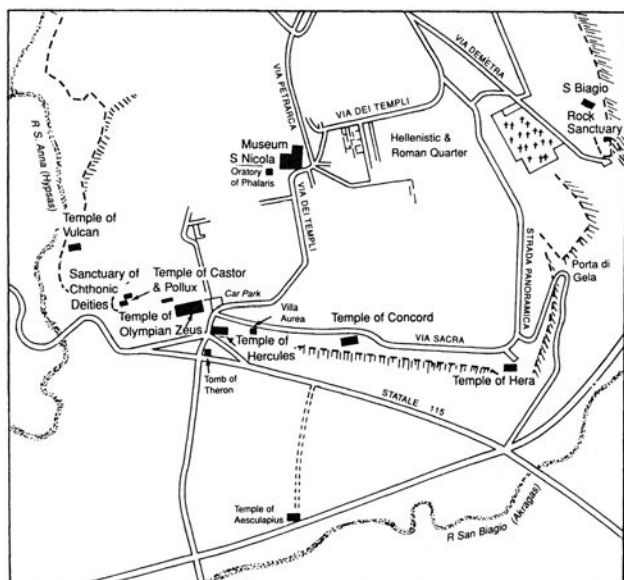 VIA PETRARCA
VIA DEI TEMPLI
VIA DEMETRA
S Biagio
Rock
Sanctuary
Museum
S Nicola
Oratory
of Phalaris
Hellenistic &
Roman Quarter
R S. Anna (Hypsas)
VIA DEI TEMPLI
STRADA PANORAMICA
Temple of
Vulcan
Porta di
Gela
Sanctuary of
Chthonic
Deities
Temple of Castor
& Pollux
Car Park
Temple of
Olympian Zeus
Villa
Aurea
Temple of Concord
VIA SACRA
Temple of
Hercules
Temple of Hera
Tomb of
Theron
STATALE 115
Temple of
Aesculapius
R San Biagio (Akragas)